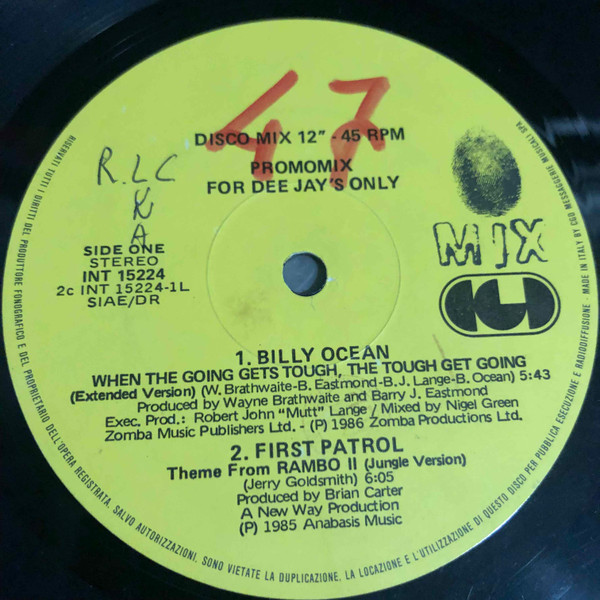 47
DISCO MIX 12" - 45 RPM
PROMOMIX
FOR DEE JAY'S ONLY
R.L C
N
A
MIX
CGD
SIDE ONE
STEREO
INT 15224
2c INT 15224-1L
SIAE/DR
1. BILLY OCEAN
WHEN THE GOING GETS TOUGH, THE TOUGH GET GOING
(Extended Version) (W. Brathwaite-B. Eastmond-B. J. Lange-B. Ocean) 5:43
Produced by Wayne Brathwaite and Barry J. Eastmond
Exec. Prod.: Robert John "Mutt" Lange / Mixed by Nigel Green
Zomba Music Publishers Ltd. - (P) 1986 Zomba Productions Ltd.
2. FIRST PATROL
Theme From RAMBO II (Jungle Version)
(Jerry Goldsmith) 6:05
Produced by Brian Carter
A New Way Production
(P) 1985 Anabasis Music
RISERVATI TUTTI I DIRITTI DEL PRODUTTORE FONOGRAFICO E DEL PROPRIETARIO DELL'OPERA REGISTRATA. SALVO AUTORIZZAZIONI, SONO VIETATE LA DUPLICAZIONE, LA LOCAZIONE E L'UTILIZZAZIONE DI QUESTO DISCO PER PUBBLICA ESECUZIONE E RADIODIFFUSIONE - MADE IN ITALY BY CGD MESSAGGERIE MUSICALI SPA